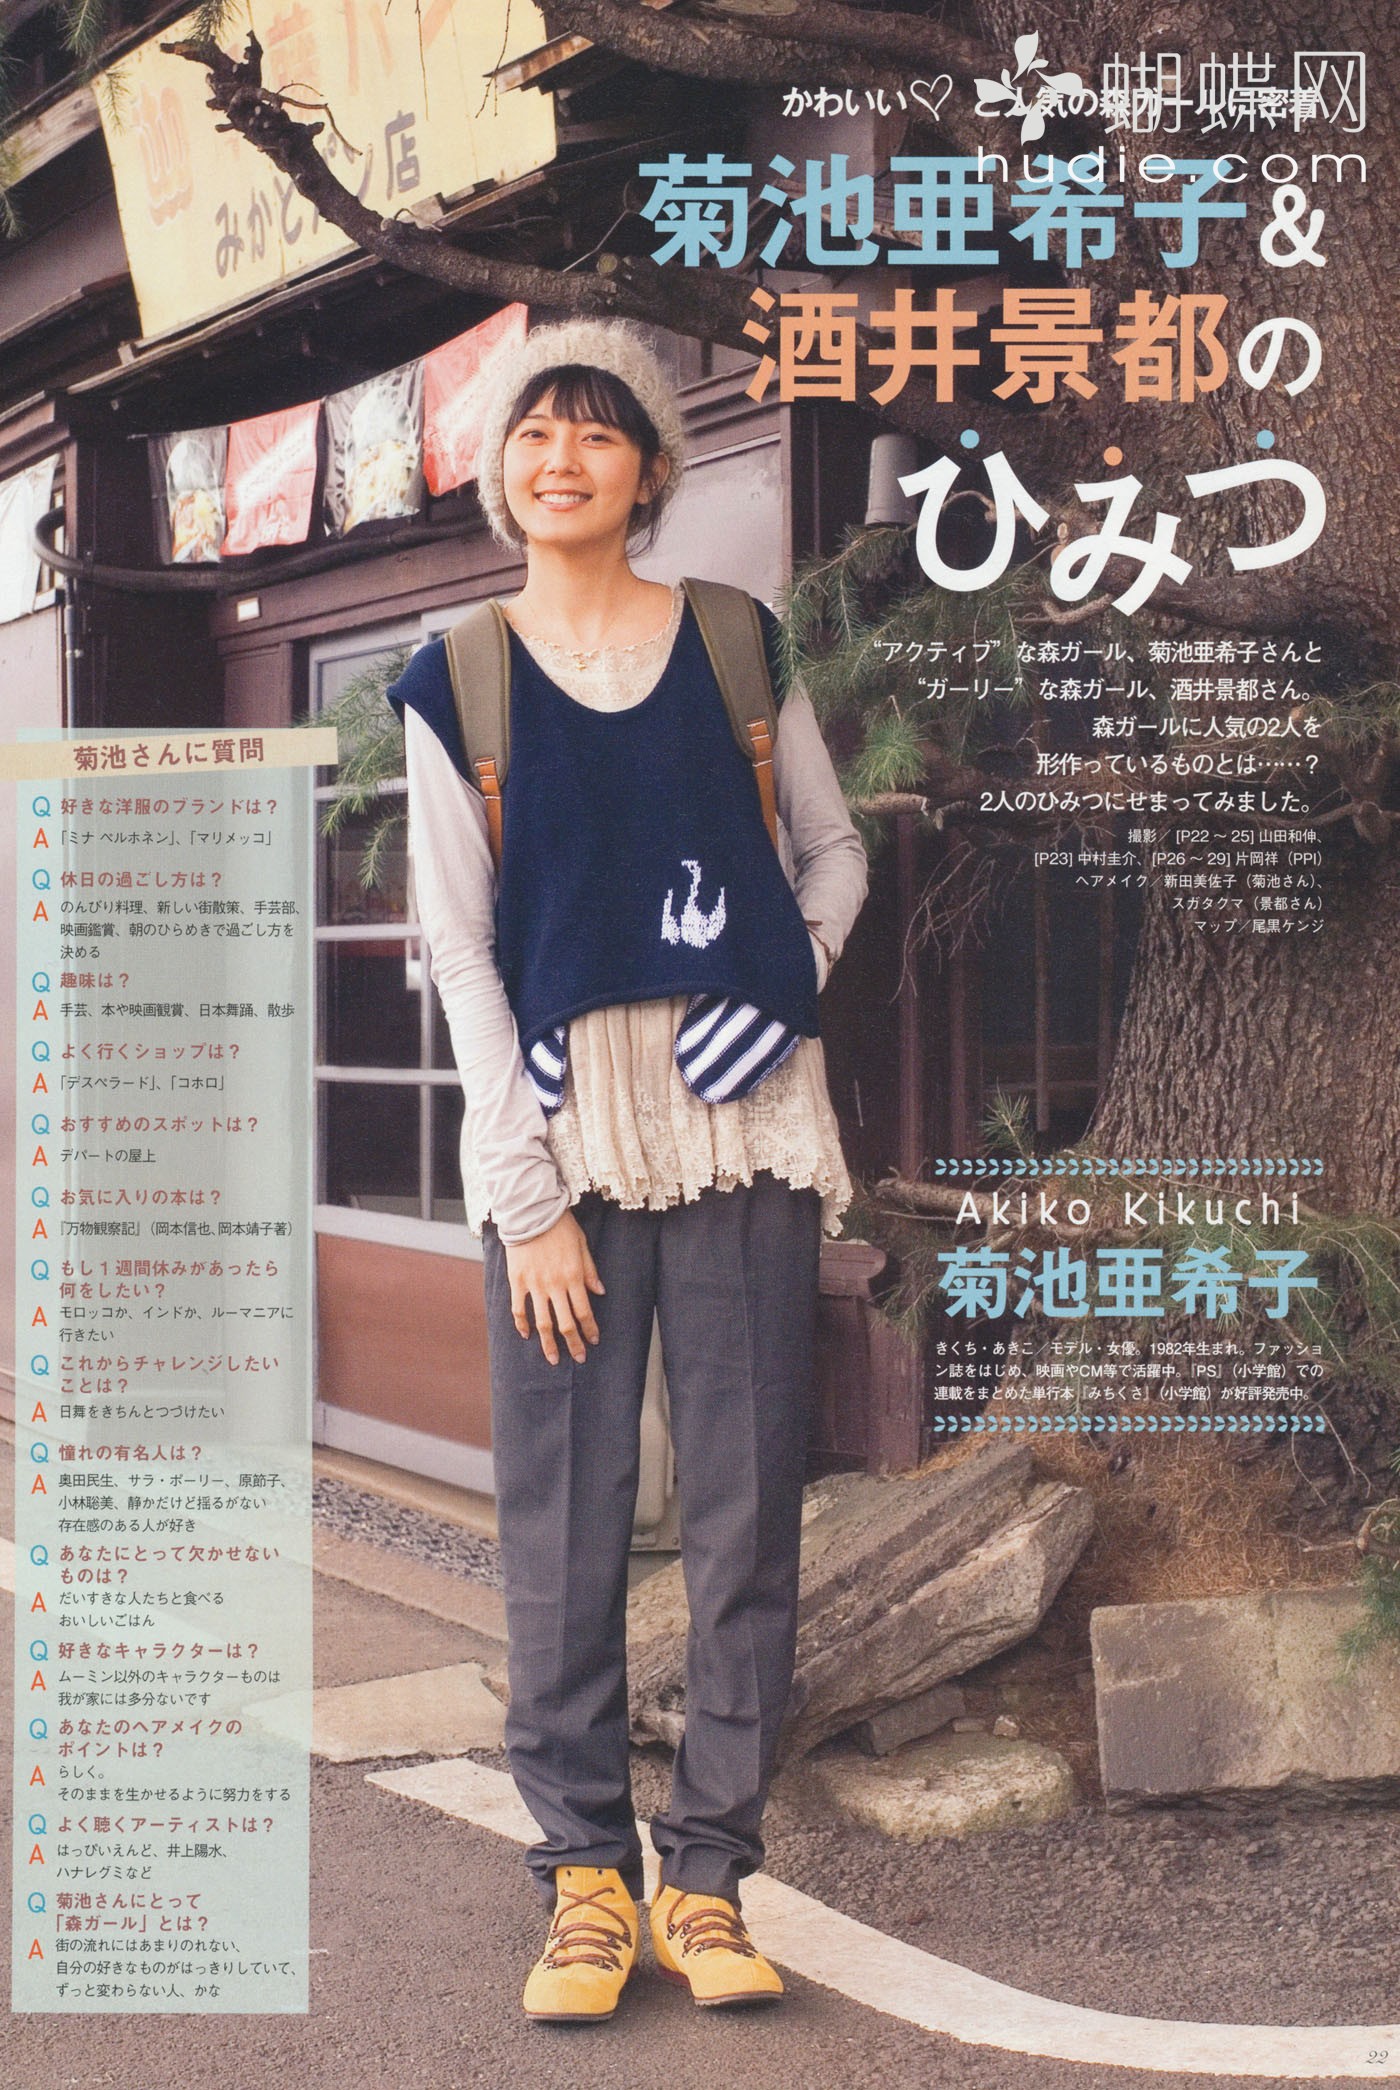 かわいい♡と人気の森ガールに密着
蝴蝶网
hudie.com
菊池亜希子&
酒井景都の
ひみつ
“アクティブ”な森ガール、菊池亜希子さんと
“ガーリー”な森ガール、酒井景都さん。
森ガールに人気の2人を
形作っているものとは……?
2人のひみつにせまってみました。
撮影／[P22～25]山田和伸、
[P23]中村圭介、[P26～29]片岡祥（PPI）
ヘアメイク／新田美佐子（菊池さん）、
スガタクマ（景都さん）
マップ／尾黒ケンジ
菊池さんに質問
Q 好きな洋服のブランドは?
A 「ミナ ペルホネン」、「マリメッコ」
Q 休日の過ごし方は?
A のんびり料理、新しい街散策、手芸部、
映画鑑賞、朝のひらめきで過ごし方を
決める
Q 趣味は?
A 手芸、本や映画観賞、日本舞踊、散歩
Q よく行くショップは?
A 「デスペラード」、「コホロ」
Q おすすめのスポットは?
A デパートの屋上
Q お気に入りの本は?
A 『万物観察記』（岡本信也、岡本靖子著）
Q もし1週間休みがあったら
何をしたい?
A モロッコか、インドか、ルーマニアに
行きたい
Q これからチャレンジしたい
ことは?
A 日舞をきちんとつづけたい
Q 憧れの有名人は?
A 奥田民生、サラ・ポーリー、原節子、
小林聡美、静かだけど揺るがない
存在感のある人が好き
Q あなたにとって欠かせない
ものは?
A だいすきな人たちと食べる
おいしいごはん
Q 好きなキャラクターは?
A ムーミン以外のキャラクターものは
我が家には多分ないです
Q あなたのヘアメイクの
ポイントは?
A らしく。
そのままを生かせるように努力をする
Q よく聴くアーティストは?
A はっぴいえんど、井上陽水、
ハナレグミなど
Q 菊池さんにとって
「森ガール」とは?
A 街の流れにはあまりのれない、
自分の好きなものがはっきりしていて、
ずっと変わらない人、かな
Akiko Kikuchi
菊池亜希子
きくち・あきこ／モデル・女優。1982年生まれ。ファッショ
ン誌をはじめ、映画やCM等で活躍中。『PS』（小学館）での
連載をまとめた単行本『みちくさ』（小学館）が好評発売中。
22